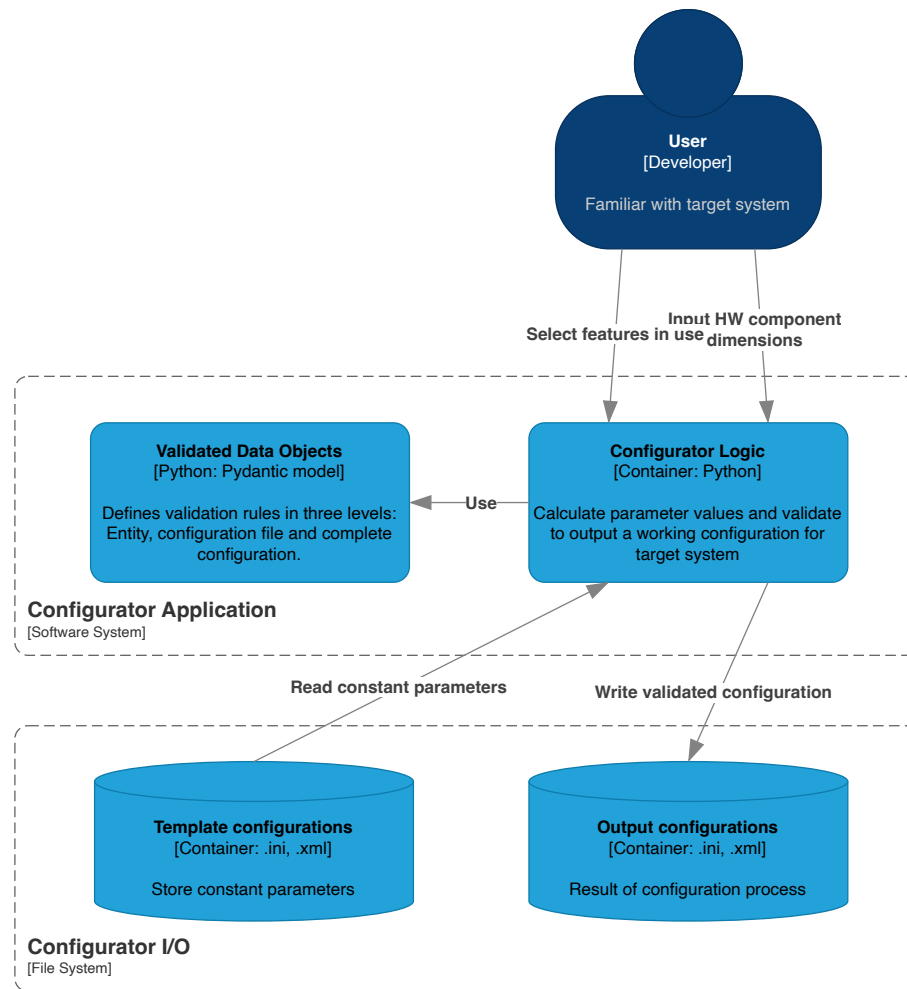 User
[Developer]
Familiar with target system
Select features in use
Input HW component
dimensions
Validated Data Objects
[Python: Pydantic model]
Defines validation rules in three levels:
Entity, configuration file and complete
configuration.
Use
Configurator Logic
[Container: Python]
Calculate parameter values and validate
to output a working configuration for
target system
Configurator Application
[Software System]
Read constant parameters
Write validated configuration
Template configurations
[Container: .ini, .xml]
Store constant parameters
Output configurations
[Container: .ini, .xml]
Result of configuration process
Configurator I/O
[File System]